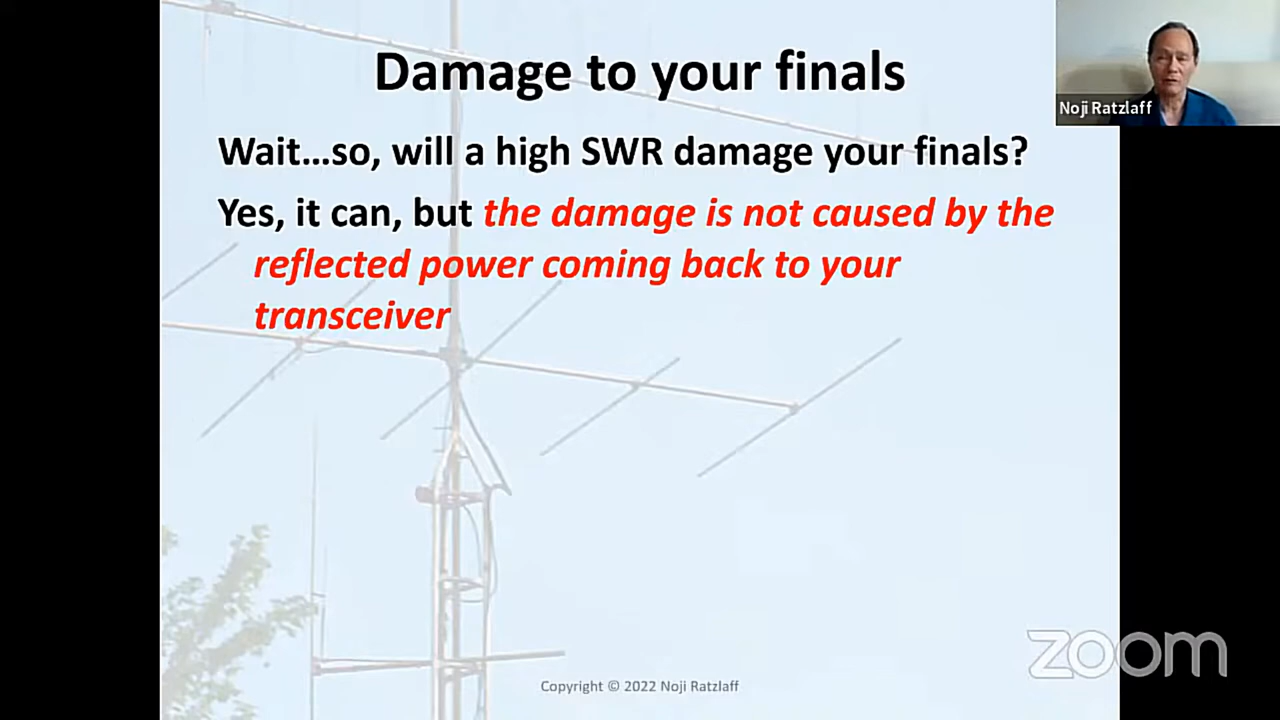 Damage to your finals
Noji Ratzlaff
Wait...so, will a high SWR damage your finals?
Yes, it can, but the damage is not caused by the
reflected power coming back to your
transceiver
zoom
Copyright © 2022 Noji Ratzlaff